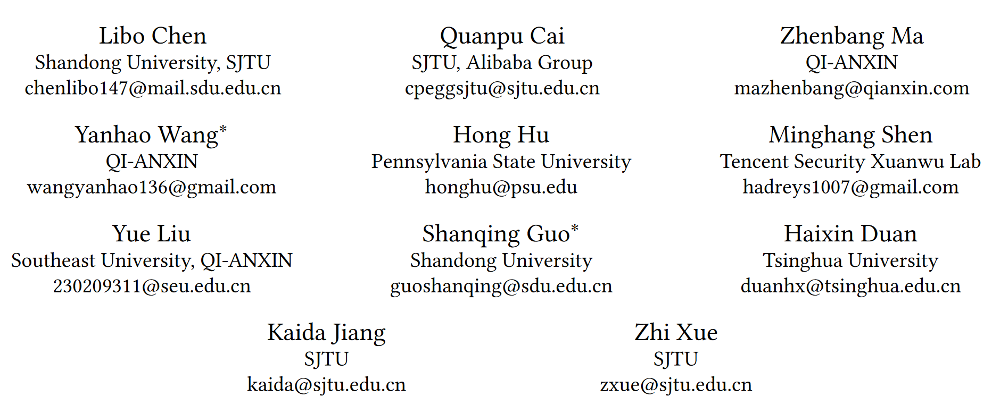 Libo Chen
Shandong University, SJTU
chenlibo147@mail.sdu.edu.cn
Quanpu Cai
SJTU, Alibaba Group
cpeggsjtu@sjtu.edu.cn
Zhenbang Ma
QI-ANXIN
mazhenbang@qianxin.com
Yanhao Wang*
QI-ANXIN
wangyanhao136@gmail.com
Hong Hu
Pennsylvania State University
honghu@psu.edu
Minghang Shen
Tencent Security Xuanwu Lab
hadreys1007@gmail.com
Yue Liu
Southeast University, QI-ANXIN
230209311@seu.edu.cn
Shanqing Guo*
Shandong University
guoshanqing@sdu.edu.cn
Haixin Duan
Tsinghua University
duanhx@tsinghua.edu.cn
Kaida Jiang
SJTU
kaida@sjtu.edu.cn
Zhi Xue
SJTU
zxue@sjtu.edu.cn